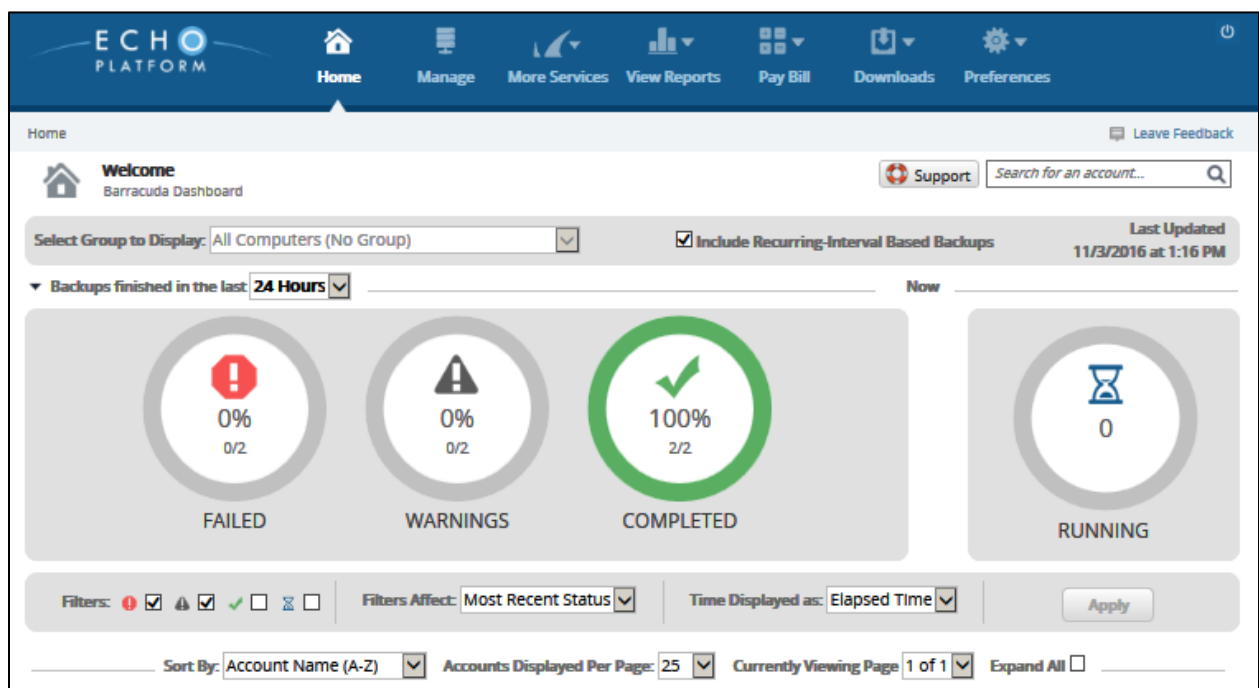 ECHO
PLATFORM
Home Manage More Services View Reports Pay Bill Downloads Preferences
Home Leave Feedback
Welcome
Barracuda Dashboard
Support Search for an account...
Select Group to Display: All Computers (No Group) Include Recurring-Interval Based Backups
Last Updated
11/3/2016 at 1:16 PM
Backups finished in the last 24 Hours Now
0% 0% 100% 0
0/2 0/2 2/2
FAILED WARNINGS COMPLETED RUNNING
Filters: Filters Affect: Most Recent Status Time Displayed as: Elapsed Time Apply
Sort By: Account Name (A-Z) Accounts Displayed Per Page: 25 Currently Viewing Page 1 of 1 Expand All